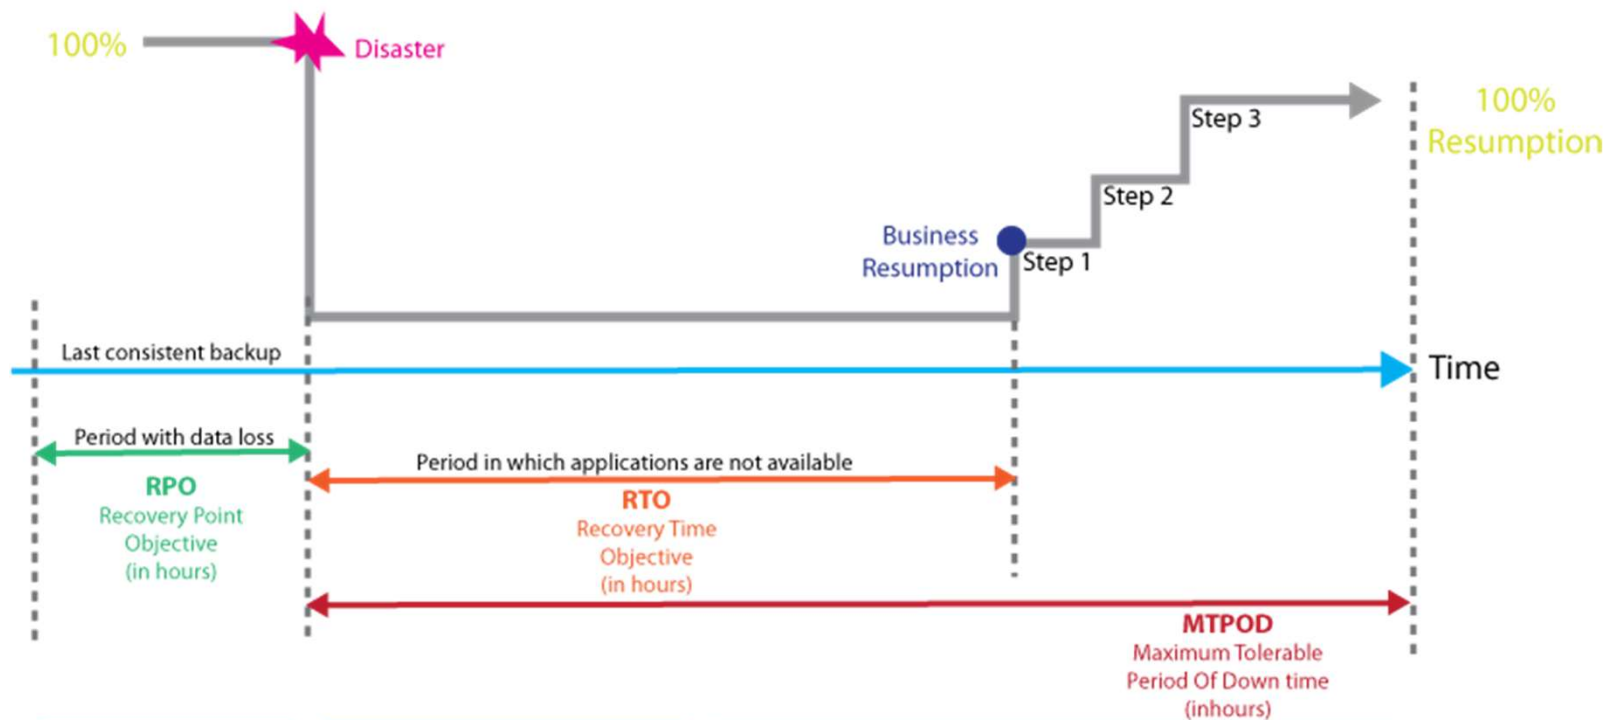 100%
Disaster
100%
Resumption
Step 3
Step 2
Business
Resumption
Step 1
Last consistent backup
Time
Period with data loss
RPO
Recovery Point
Objective
(in hours)
Period in which applications are not available
RTO
Recovery Time
Objective
(in hours)
MTPOD
Maximum Tolerable
Period Of Down time
(inhours)